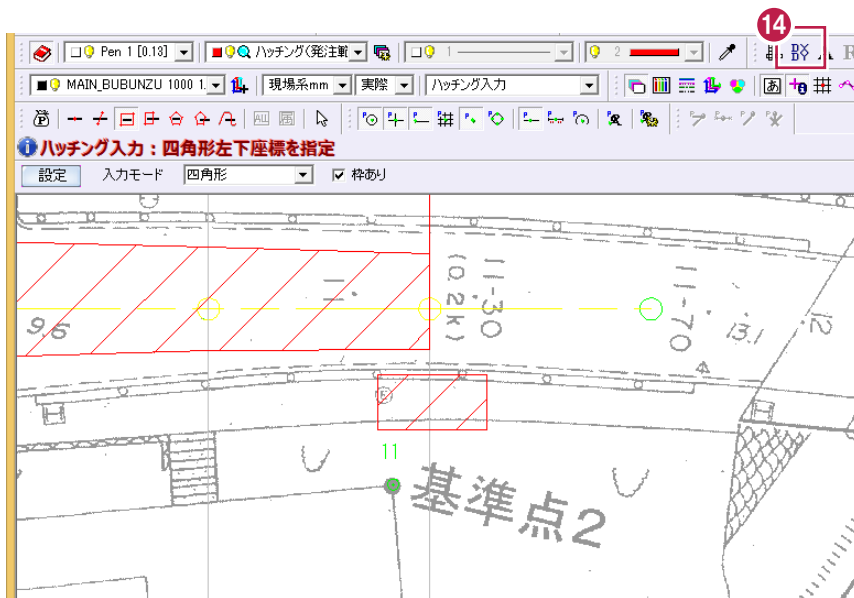 14
Pen 1 [0.13]
ハッチング(発注範
1
2
MAIN_BUBUNZU 1000 1.
現場系mm
実際
ハッチング入力
あ
ALL
ハッチング入力：四角形左下座標を指定
設定
入力モード
四角形
枠あり
11-30
(0.2k)
11-70
13.1
12.
11.
9.5
11
基準点2